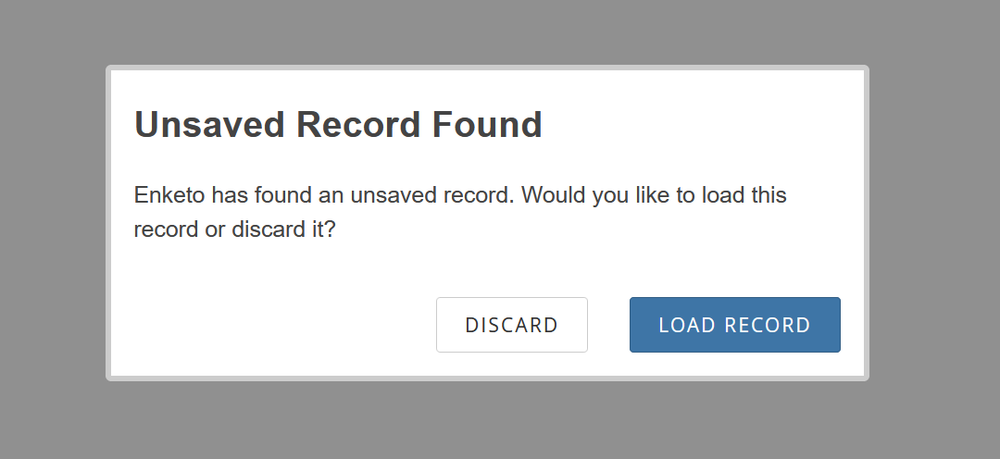 Unsaved Record Found
Enketo has found an unsaved record. Would you like to load this
record or discard it?
DISCARD
LOAD RECORD